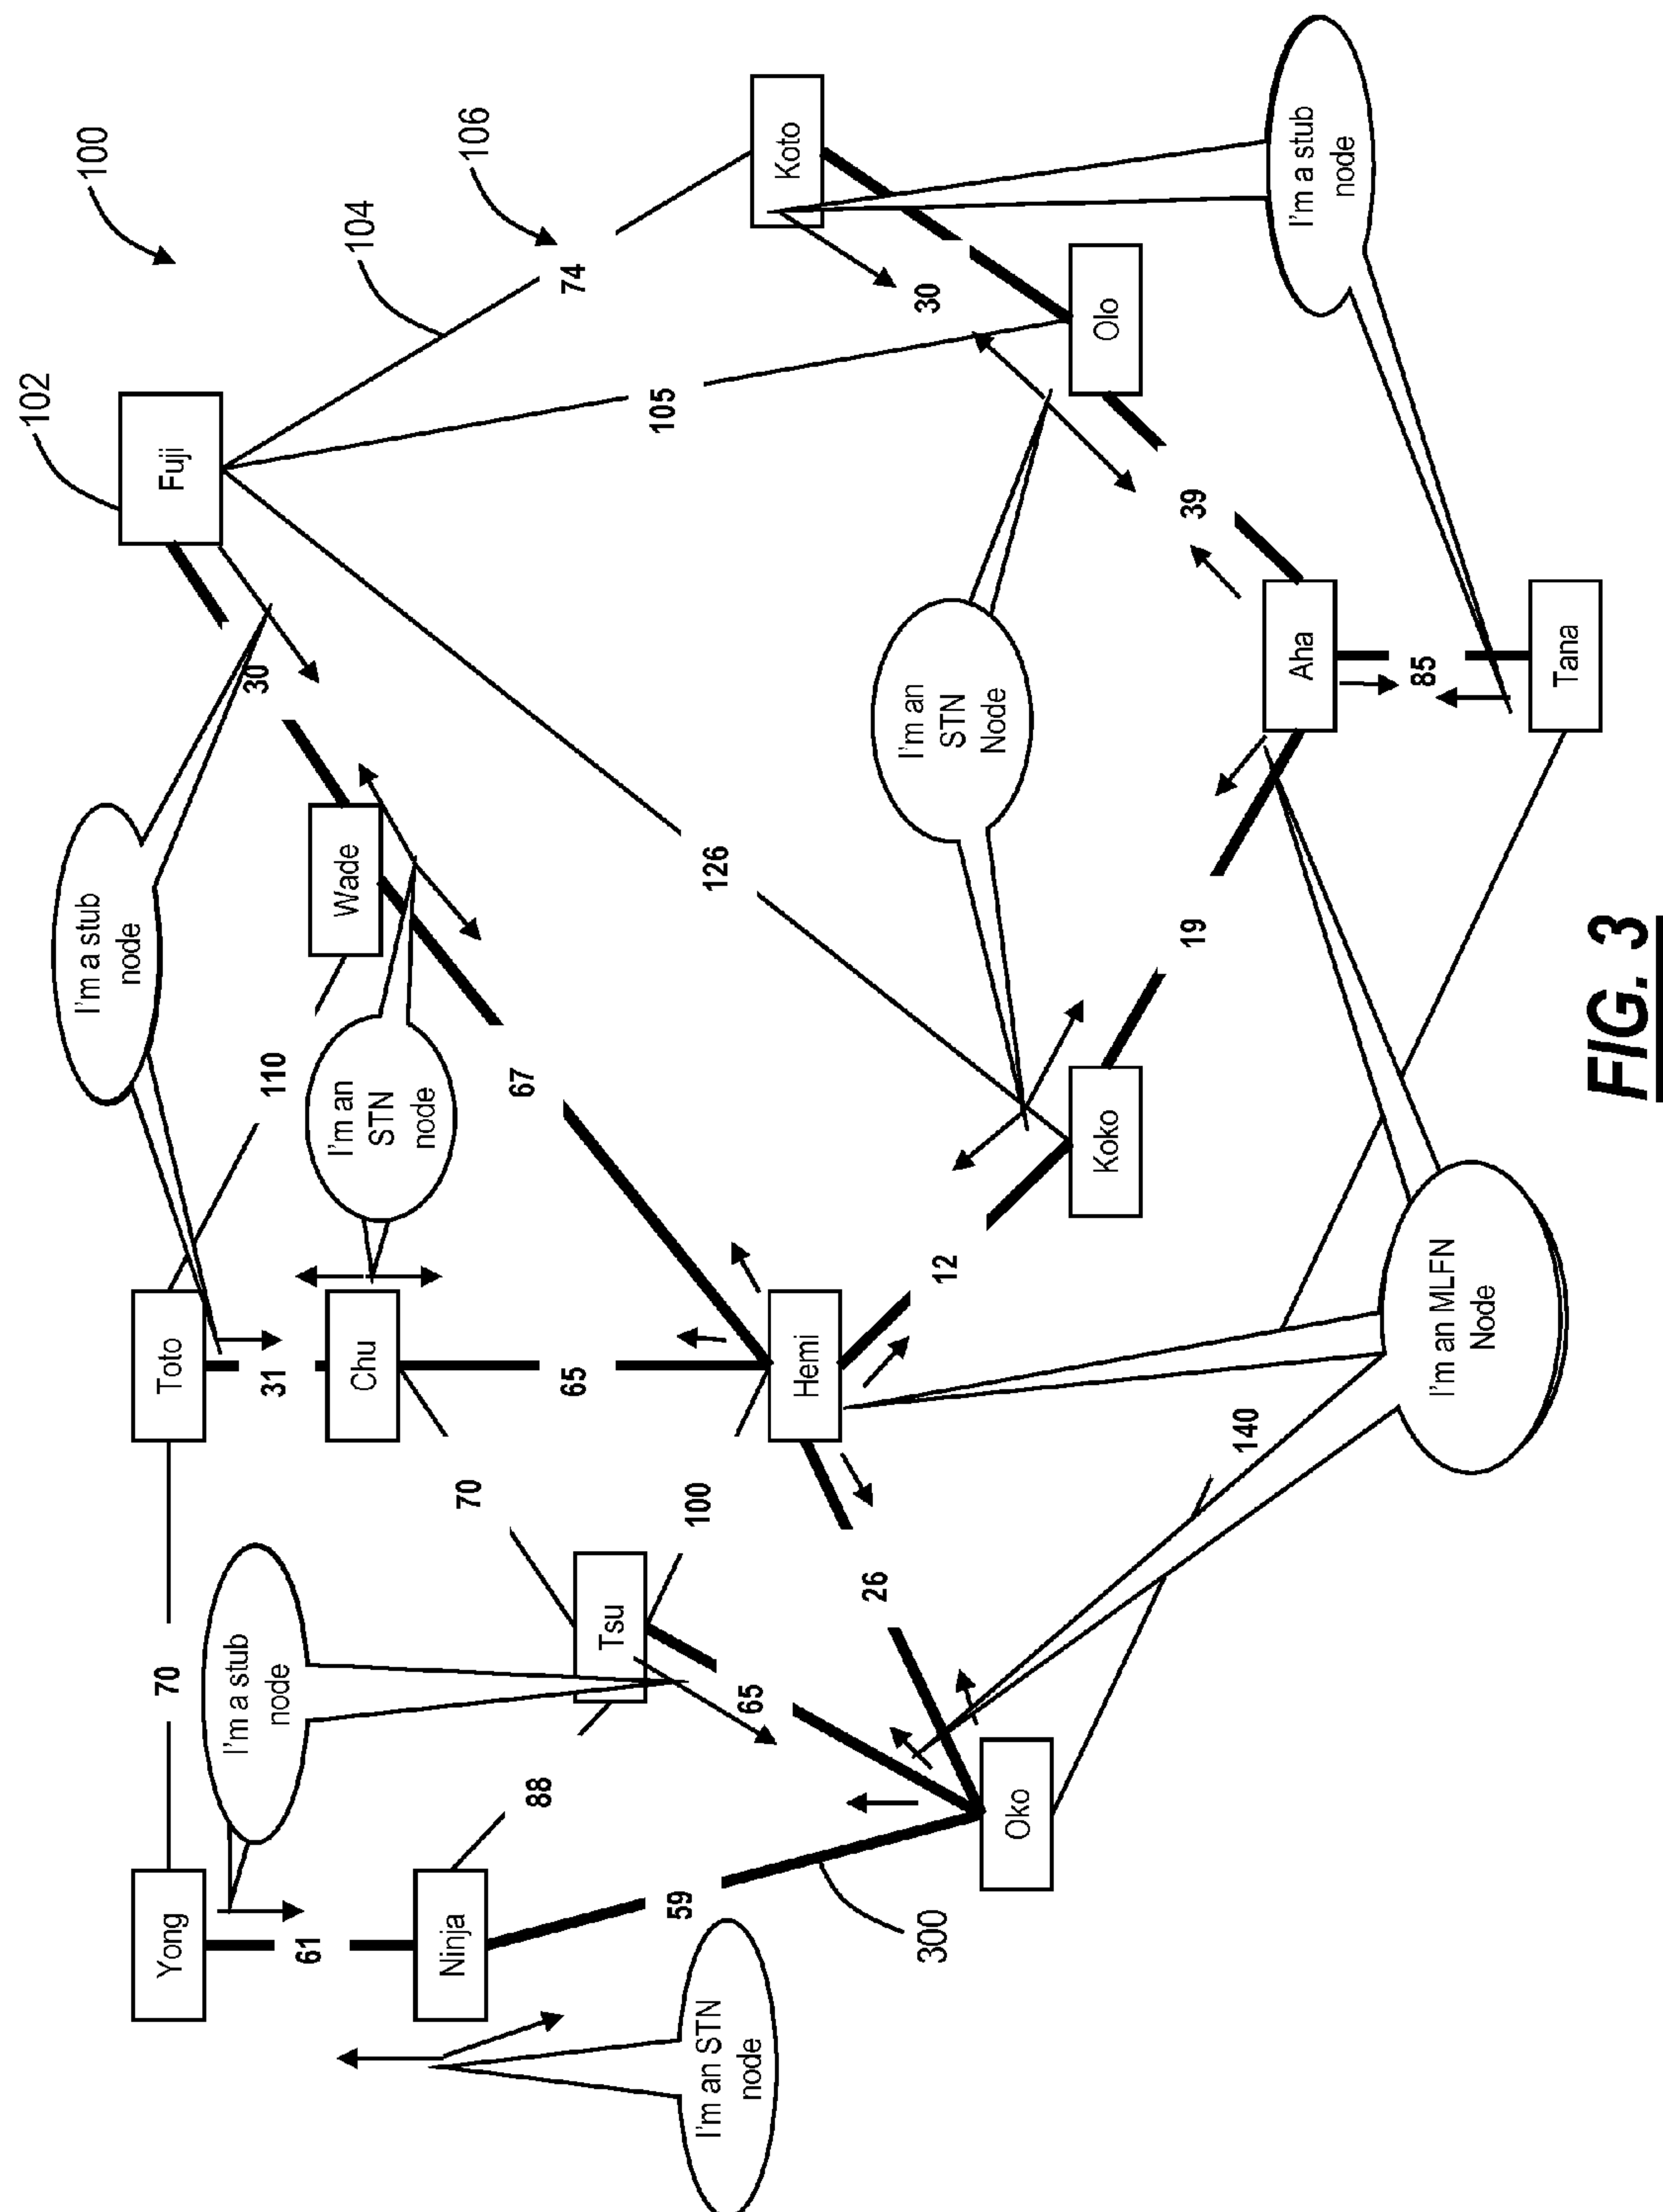 100
102
104
106
Fuji
74
Koto
105
30
Olo
30
I'm a stub
node
I'm a stub
node
Wade
126
I'm an
STN
Node
39
Aha
85
Tana
110
I'm an
STN
node
67
19
Toto
31
Chu
65
Hemi
12
Koko
I'm an MLFN
Node
70
70
100
26
140
I'm a stub
node
Tsu
65
88
Yong
61
Ninja
59
Oko
300
I'm an STN
node
FIG. 3